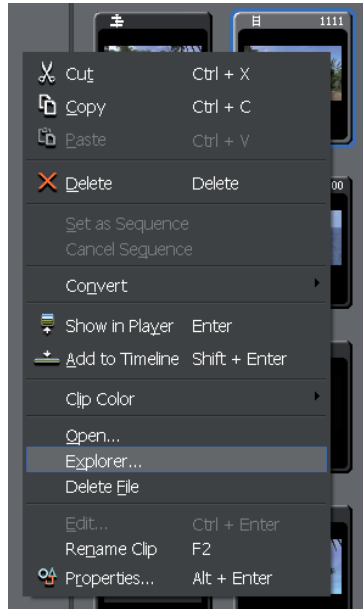 1111
Cut Ctrl + X
Copy Ctrl + C
Paste Ctrl + V
Delete Delete
00
Set as Sequence
Cancel Sequence
Convert
Show in Player Enter
Add to Timeline Shift + Enter
Clip Color
Open...
Explorer...
Delete File
Edit... Ctrl + Enter
Rename Clip F2
Properties... Alt + Enter